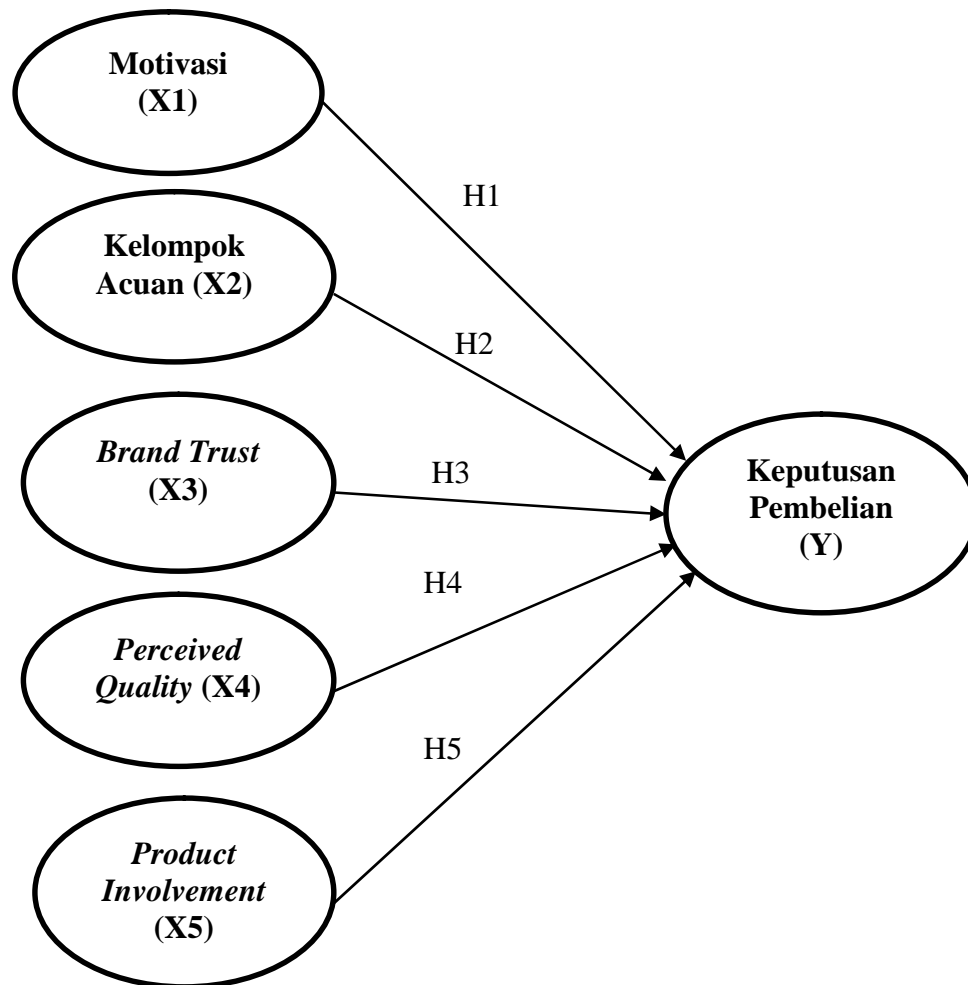 Motivasi
(X1)
H1
Kelompok
Acuan (X2)
H2
Brand Trust
(X3)
H3
Keputusan
Pembelian
(Y)
H4
Perceived
Quality (X4)
H5
Product
Involvement
(X5)